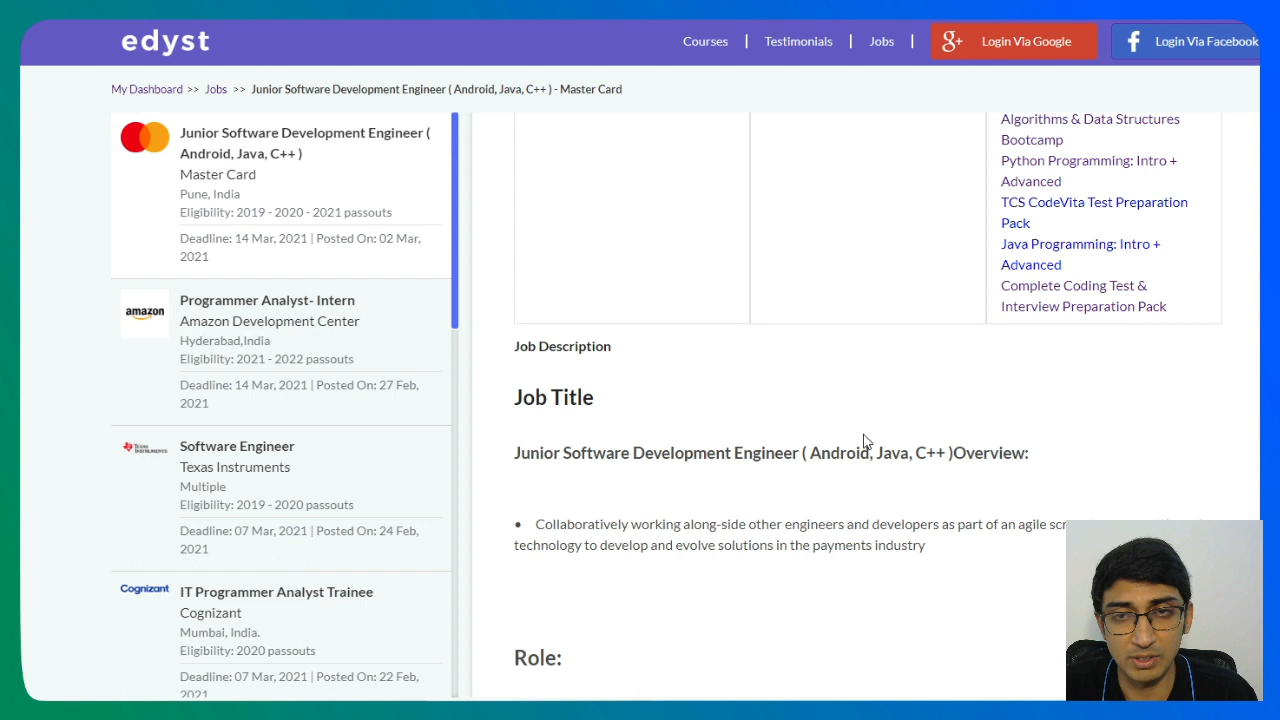 edyst
Courses
Testimonials
Jobs
Login Via Google
Login Via Facebook
My Dashboard >> Jobs >> Junior Software Development Engineer ( Android, Java, C++ ) - Master Card
Junior Software Development Engineer (
Android, Java, C++ )
Master Card
Pune, India
Eligibility: 2019 - 2020 - 2021 passouts
Deadline: 14 Mar, 2021 | Posted On: 02 Mar,
2021
amazon
Programmer Analyst- Intern
Amazon Development Center
Hyderabad,India
Eligibility: 2021 - 2022 passouts
Deadline: 14 Mar, 2021 | Posted On: 27 Feb,
2021
Texas Instruments
Software Engineer
Texas Instruments
Multiple
Eligibility: 2019 - 2020 passouts
Deadline: 07 Mar, 2021 | Posted On: 24 Feb,
2021
Cognizant
IT Programmer Analyst Trainee
Cognizant
Mumbai, India.
Eligibility: 2020 passouts
Deadline: 07 Mar, 2021 | Posted On: 22 Feb,
2021
Algorithms & Data Structures
Bootcamp
Python Programming: Intro +
Advanced
TCS CodeVita Test Preparation
Pack
Java Programming: Intro +
Advanced
Complete Coding Test &
Interview Preparation Pack
Job Description
Job Title
Junior Software Development Engineer ( Android, Java, C++ )Overview:
• Collaboratively working along-side other engineers and developers as part of an agile
technology to develop and evolve solutions in the payments industry
Role: